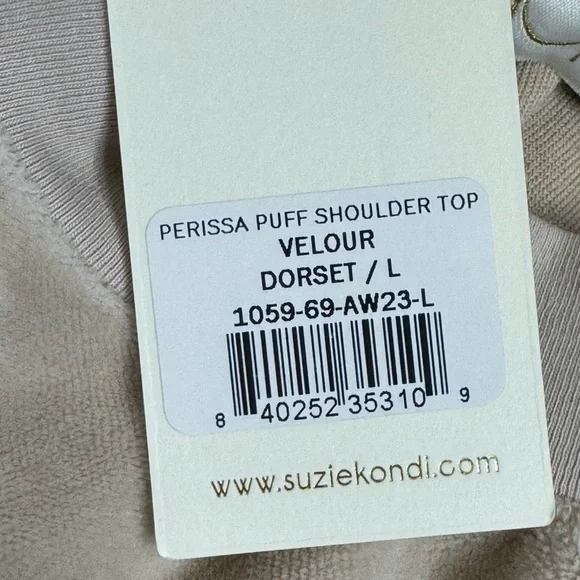 PERISSA PUFF SHOULDER TOP
VELOUR
DORSET / L
1059-69-AW23-L
8 40252 35310 9
www.suziekondi.com